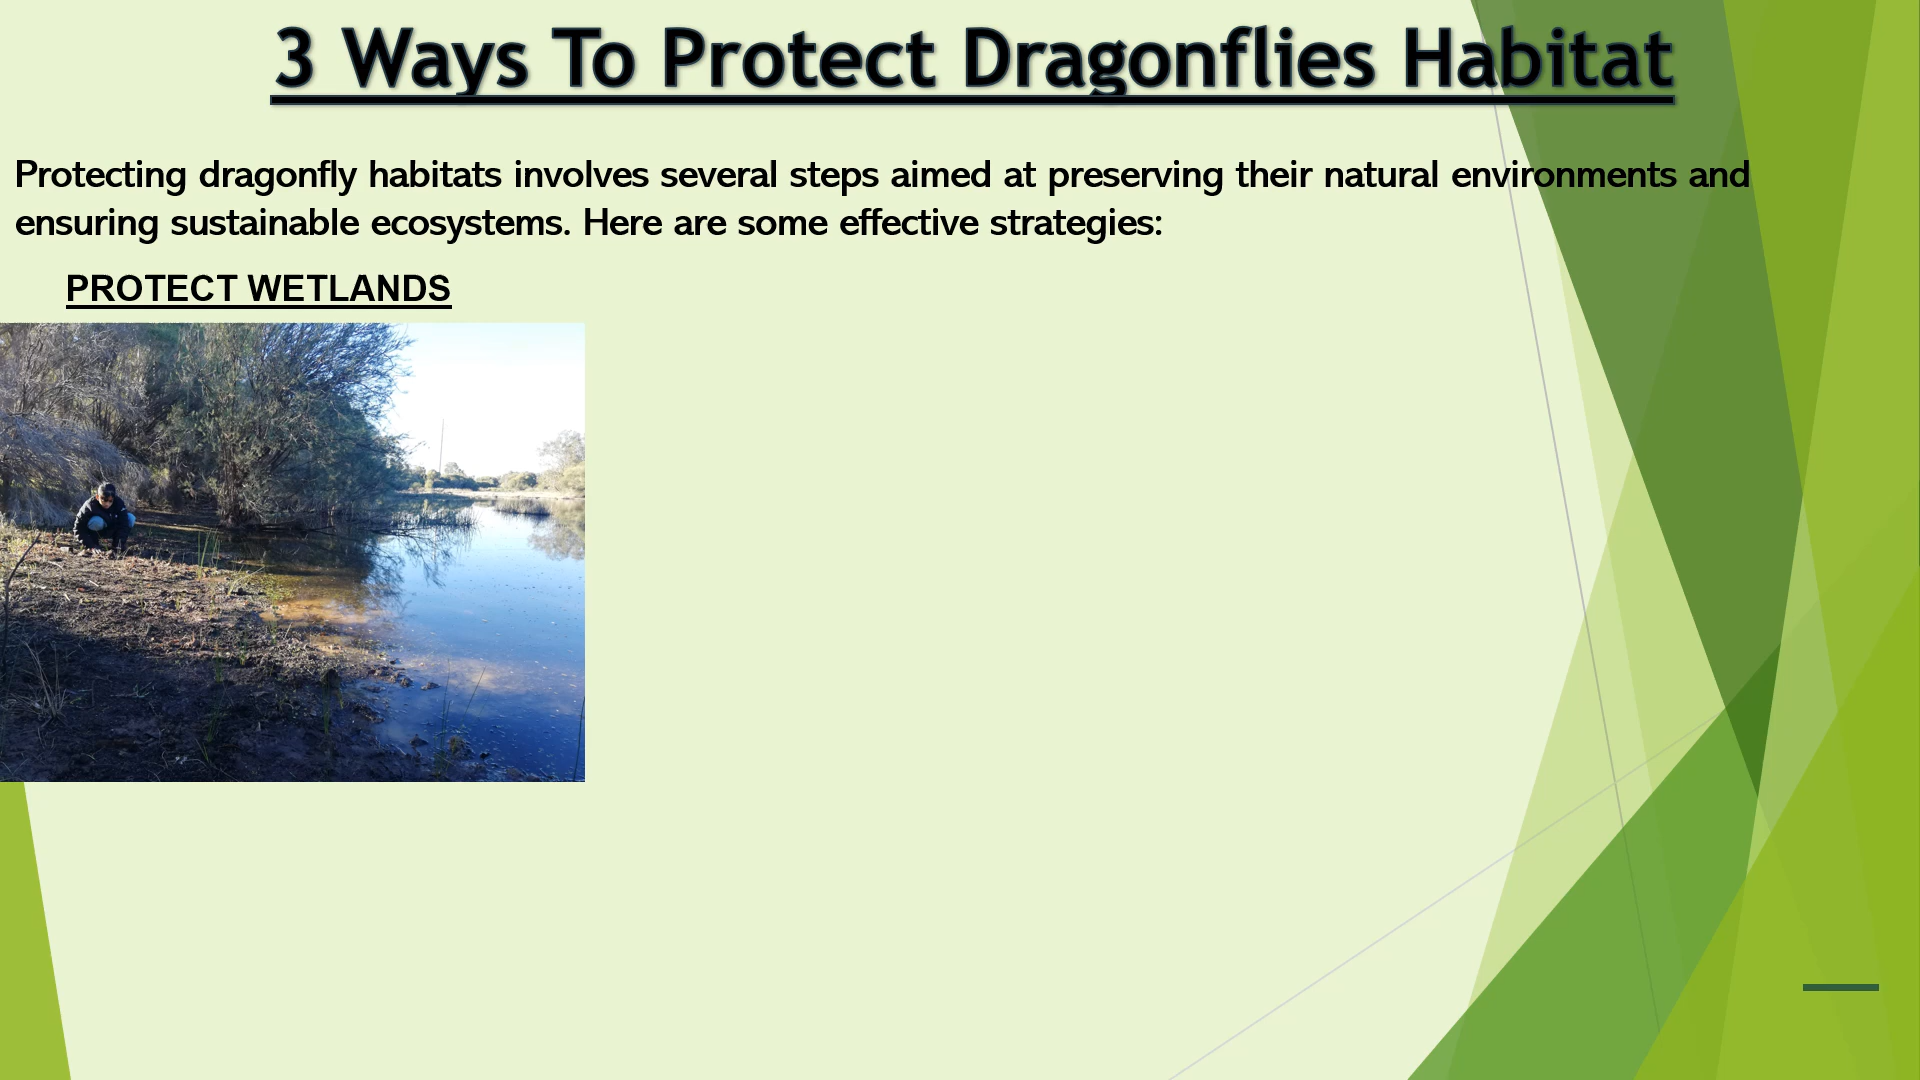 3 Ways To Protect Dragonflies Habitat
Protecting dragonfly habitats involves several steps aimed at preserving their natural environments and
ensuring sustainable ecosystems. Here are some effective strategies:
PROTECT WETLANDS